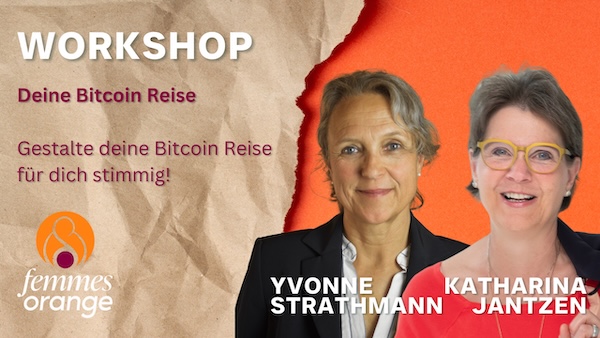 WORKSHOP
Deine Bitcoin Reise
Gestalte deine Bitcoin Reise
für dich stimmig!
femmes
orange
YVONNE
STRATHMANN
KATHARINA
JANTZEN